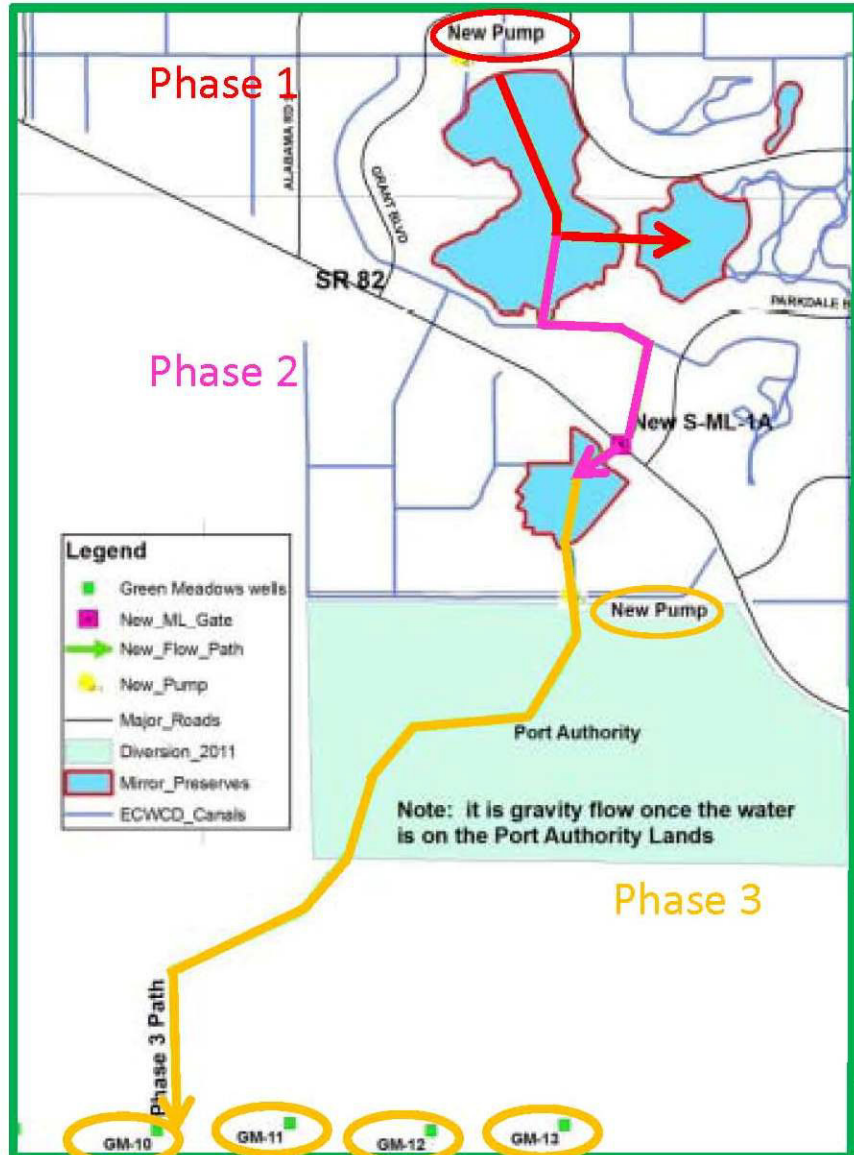 New Pump
Phase 1
ALABAMA RD
GRANT BLVD
SR 82
PARKDALE B
Phase 2
New S-ML-1A
Legend
Green Meadows wells
New_ML_Gate
New_Flow_Path
New_Pump
Major_Roads
Diversion_2011
Mirror_Preserves
ECWCD_Canals
New Pump
Port Authority
Note: it is gravity flow once the water
is on the Port Authority Lands
Phase 3
Phase 3 Path
GM-10
GM-11
GM-12
GM-13